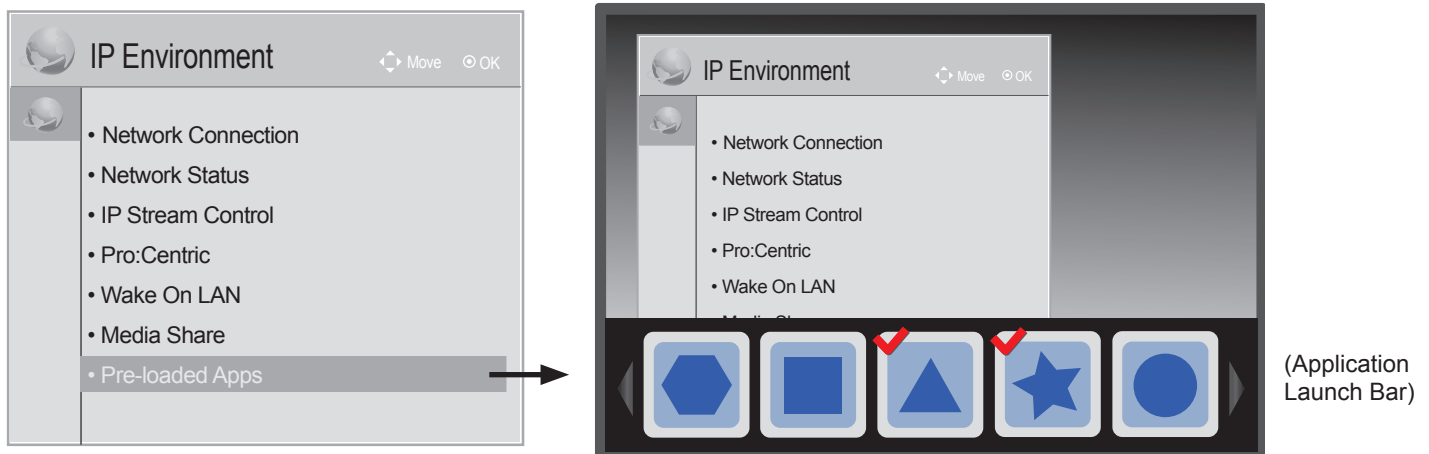 IP Environment
Move OK
• Network Connection
• Network Status
• IP Stream Control
• Pro:Centric
• Wake On LAN
• Media Share
• Pre-loaded Apps
IP Environment
Move OK
• Network Connection
• Network Status
• IP Stream Control
• Pro:Centric
• Wake On LAN
(Application
Launch Bar)